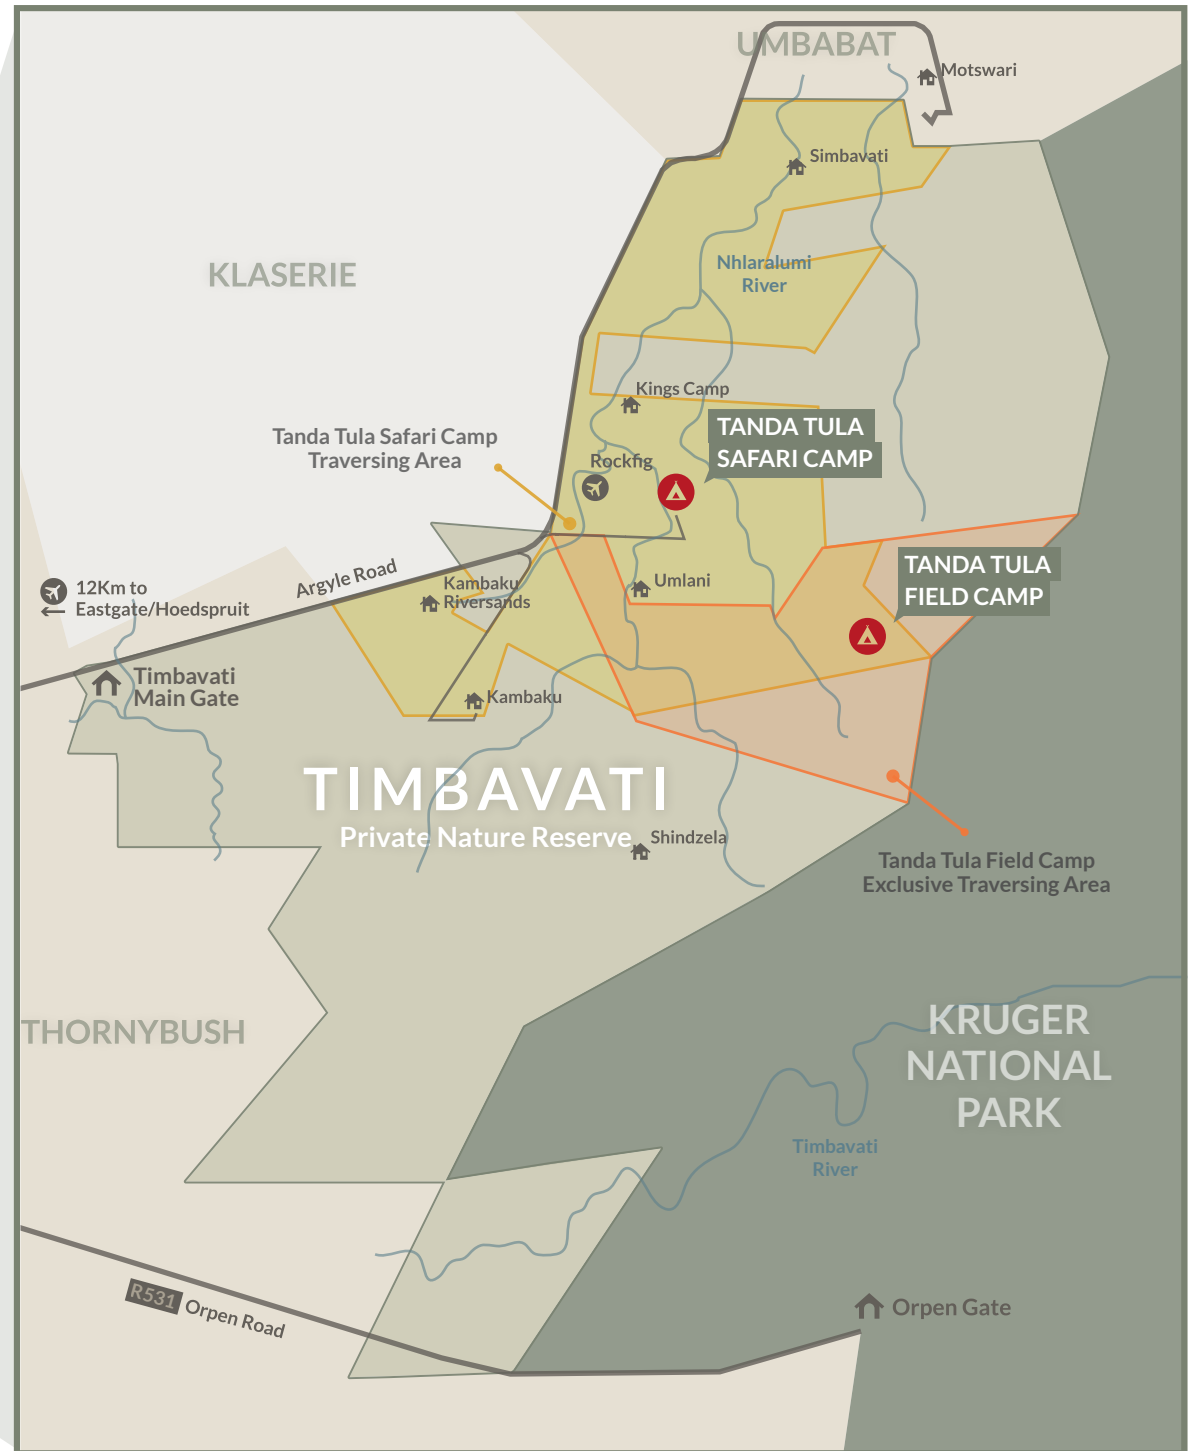 UMBABAT
Motswari
Simbavati
KLASERIE
Nhlaralumi
River
Kings Camp
TANDA TULA
SAFARI CAMP
Tanda Tula Safari Camp
Traversing Area
Rockfig
TANDA TULA
FIELD CAMP
Argyle Road
12Km to
Eastgate/Hoedspruit
Kambaku
Riversands
Umlani
Timbavati
Main Gate
Kambaku
TIMBAVATI
Private Nature Reserve
Shindzela
Tanda Tula Field Camp
Exclusive Traversing Area
THORNYBUSH
KRUGER
NATIONAL
PARK
Timbavati
River
R531 Orpen Road
Orpen Gate